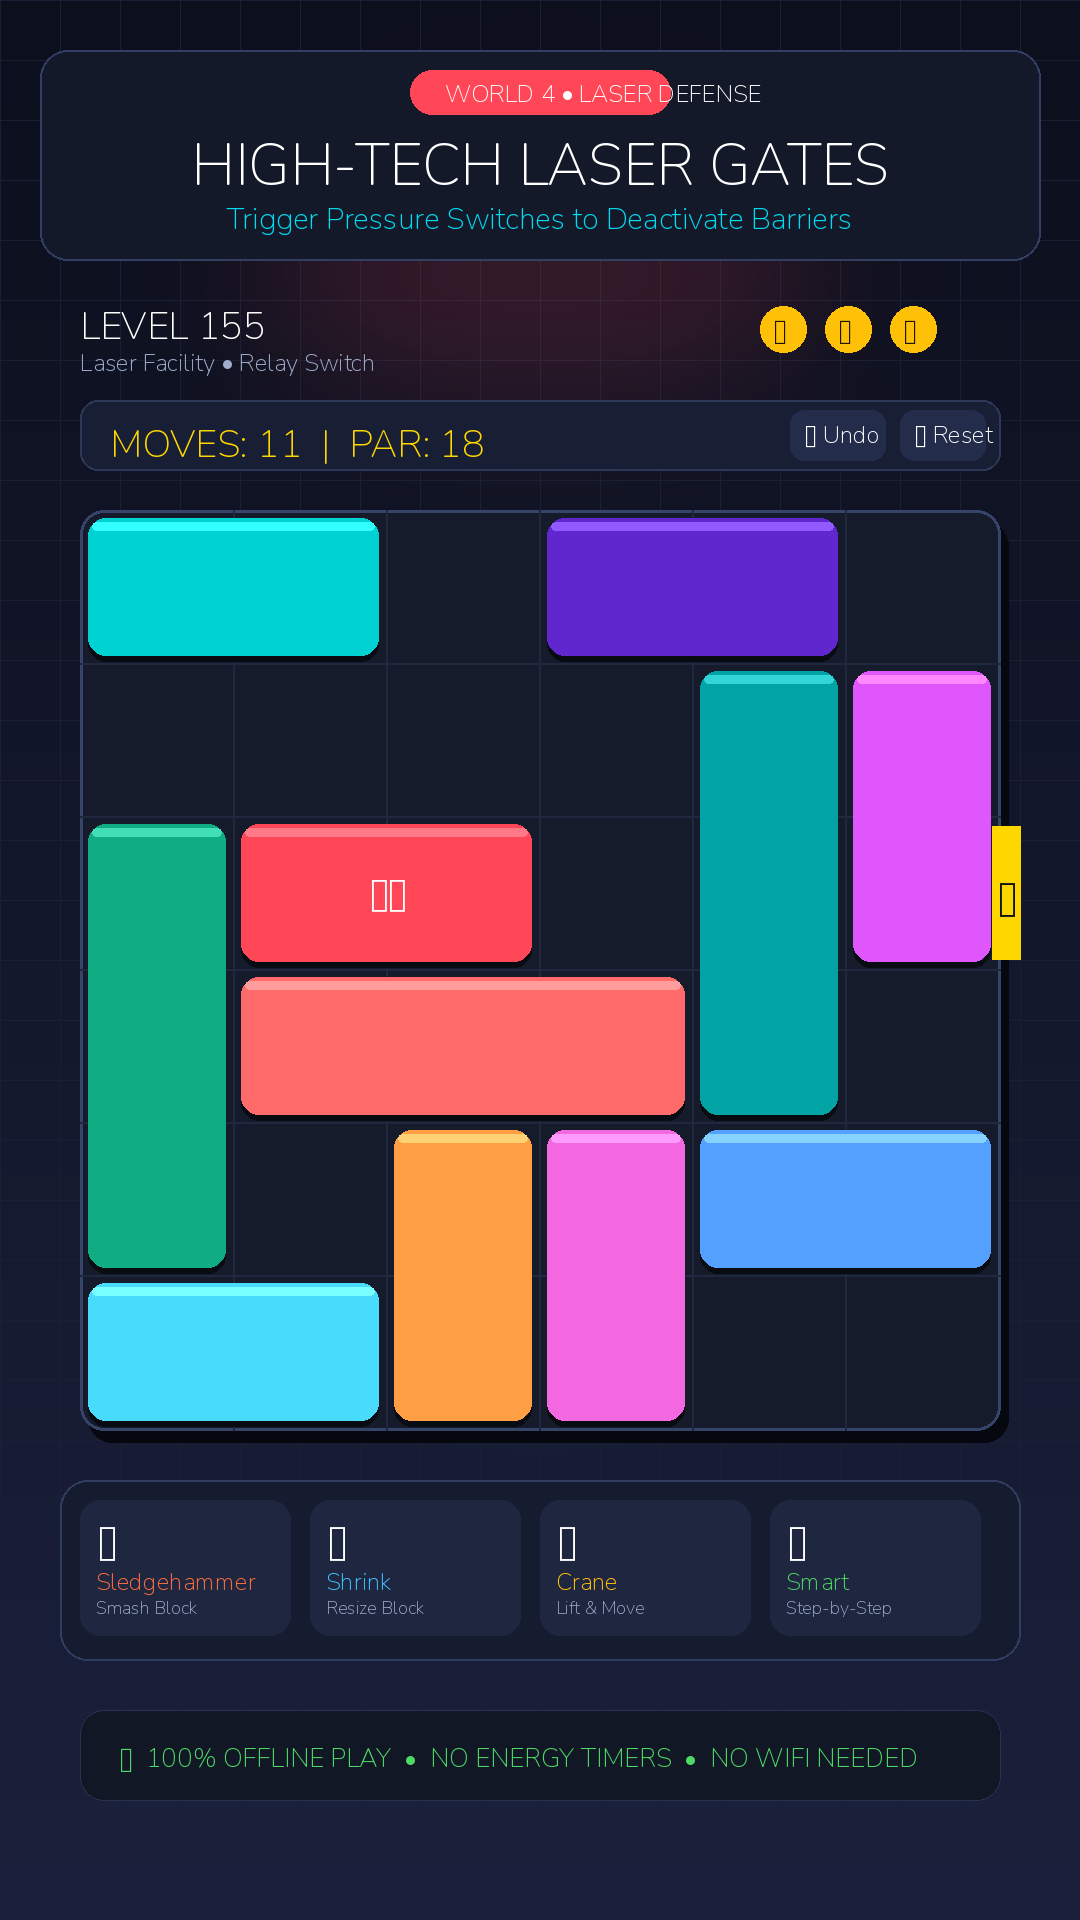 WORLD 4 • LASER DEFENSE
HIGH-TECH LASER GATES
Trigger Pressure Switches to Deactivate Barriers
LEVEL 155
Laser Facility • Relay Switch
MOVES: 11 | PAR: 18
Undo
Reset
Sledgehammer
Smash Block
Shrink
Resize Block
Crane
Lift & Move
Smart
Step-by-Step
100% OFFLINE PLAY • NO ENERGY TIMERS • NO WIFI NEEDED